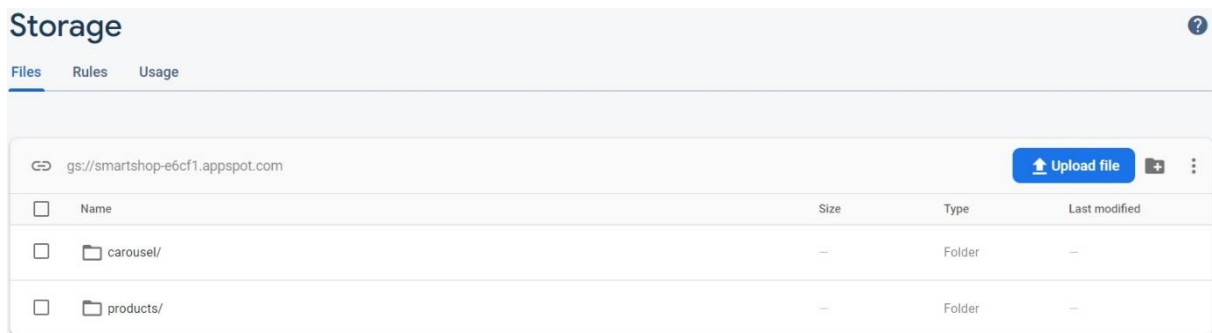 Storage
Files Rules Usage
gs://smartshop-e6cf1.appspot.com Upload file
Name Size Type Last modified
carousel/ — Folder —
products/ — Folder —